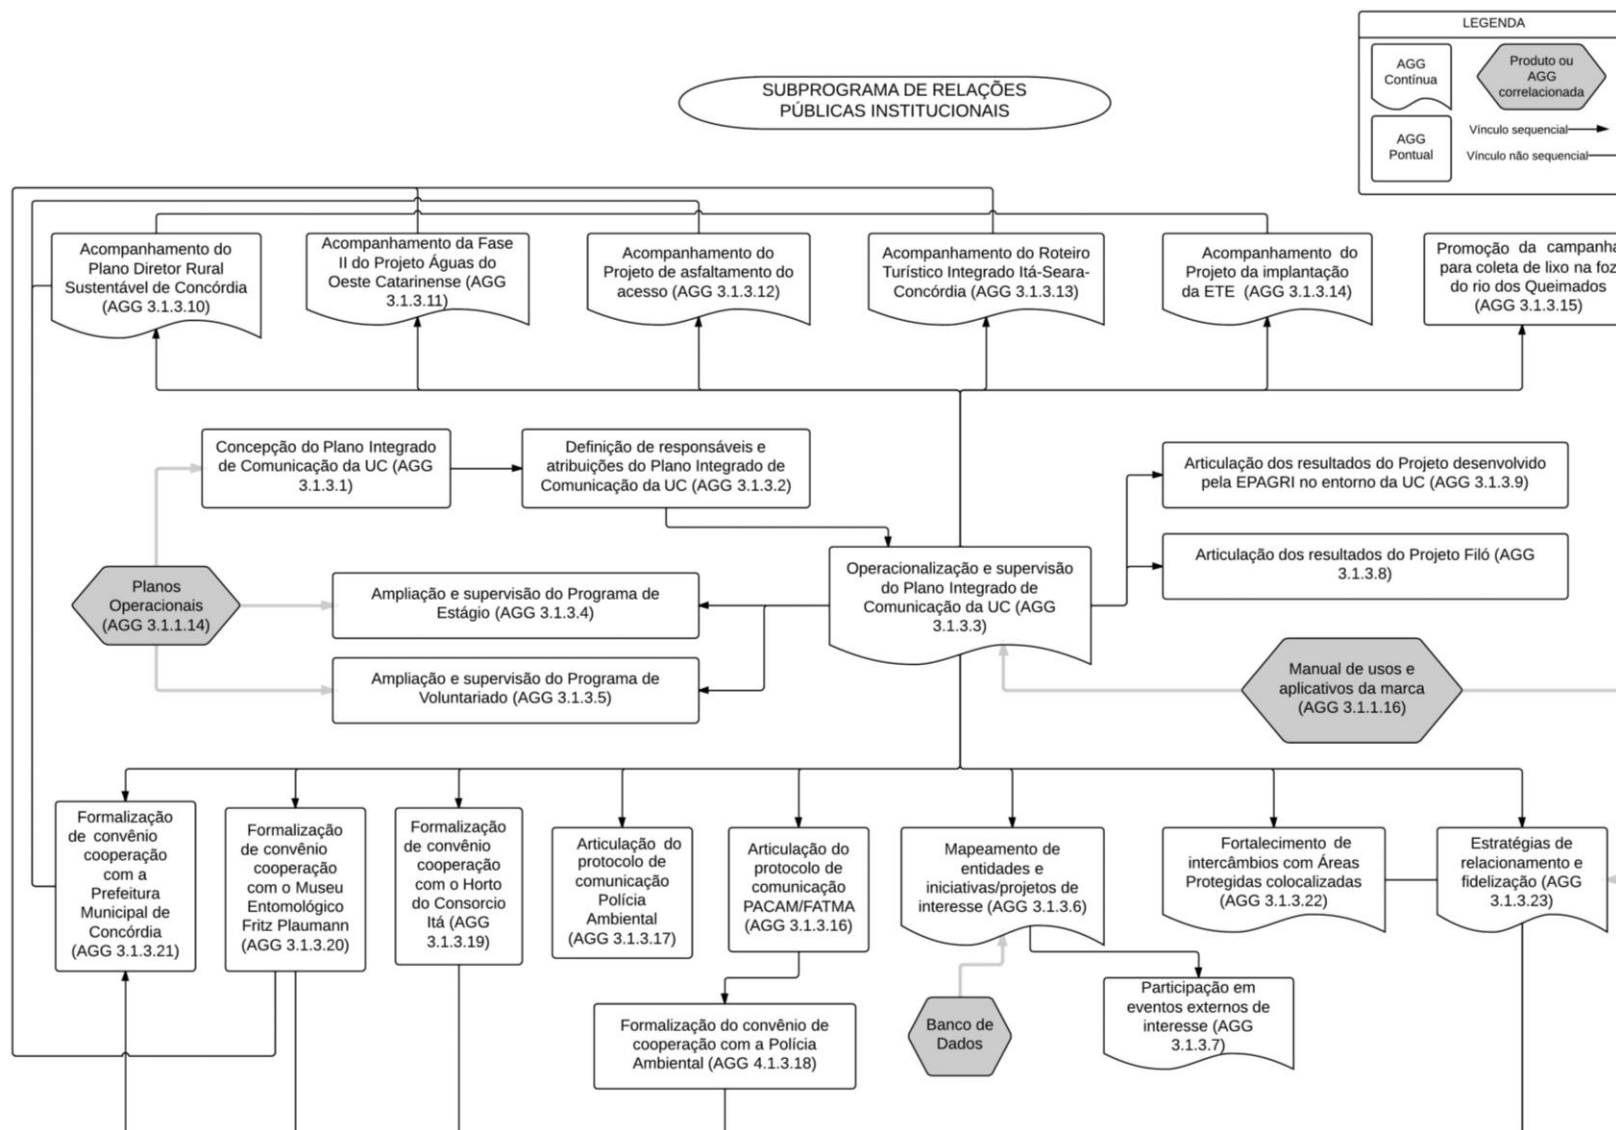 LEGENDA
AGG
Contínua
Produto ou
AGG
correlacionada
AGG
Pontual
Vínculo sequencial
Vínculo não sequencial
SUBPROGRAMA DE RELAÇÕES
PÚBLICAS INSTITUCIONAIS
Acompanhamento do
Plano Diretor Rural
Sustentável de Concórdia
(AGG 3.1.3.10)
Acompanhamento da Fase
II do Projeto Águas do
Oeste Catarinense (AGG
3.1.3.11)
Acompanhamento do
Projeto de asfaltamento do
acesso (AGG 3.1.3.12)
Acompanhamento do Roteiro
Turístico Integrado Itá-Seara-
Concórdia (AGG 3.1.3.13)
Acompanhamento do
Projeto da implantação
da ETE (AGG 3.1.3.14)
Promoção da campanha
para coleta de lixo na foz
do rio dos Queimados
(AGG 3.1.3.15)
Concepção do Plano Integrado
de Comunicação da UC (AGG
3.1.3.1)
Definição de responsáveis e
atribuições do Plano Integrado de
Comunicação da UC (AGG 3.1.3.2)
Articulação dos resultados do Projeto desenvolvido
pela EPAGRI no entorno da UC (AGG 3.1.3.9)
Articulação dos resultados do Projeto Filó (AGG
3.1.3.8)
Operacionalização e supervisão
do Plano Integrado de
Comunicação da UC (AGG
3.1.3.3)
Planos
Operacionais
(AGG 3.1.1.14)
Ampliação e supervisão do Programa de
Estágio (AGG 3.1.3.4)
Ampliação e supervisão do Programa de
Voluntariado (AGG 3.1.3.5)
Manual de usos e
aplicativos da marca
(AGG 3.1.1.16)
Formalização
de convênio
cooperação
com a
Prefeitura
Municipal de
Concórdia
(AGG 3.1.3.21)
Formalização
de convênio
cooperação
com o Museu
Entomológico
Fritz Plaumann
(AGG 3.1.3.20)
Formalização
de convênio
cooperação
com o Horto
do Consorcio
Itá (AGG
3.1.3.19)
Articulação do
protocolo de
comunicação
Polícia
Ambiental
(AGG 3.1.3.17)
Articulação do
protocolo de
comunicação
PACAM/FATMA
(AGG 3.1.3.16)
Mapeamento de
entidades e
iniciativas/projetos de
interesse (AGG 3.1.3.6)
Fortalecimento de
intercâmbios com Áreas
Protegidas colocalizadas
(AGG 3.1.3.22)
Estratégias de
relacionamento e
fidelização (AGG
3.1.3.23)
Formalização do convênio de
cooperação com a Polícia
Ambiental (AGG 4.1.3.18)
Banco de
Dados
Participação em
eventos externos de
interesse (AGG
3.1.3.7)